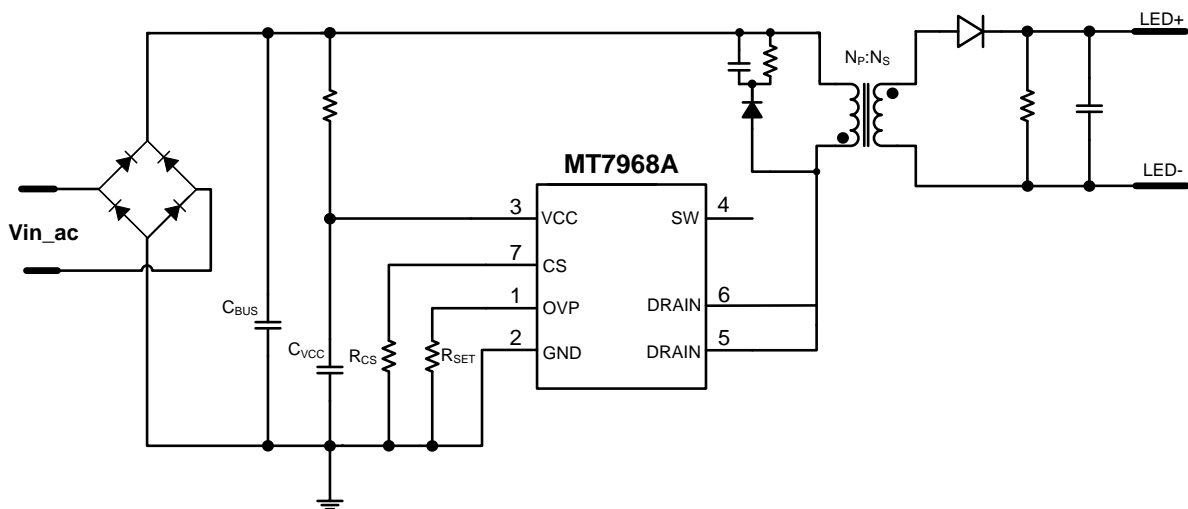 LED+
NP:NS
LED-
MT7968A
Vin_ac
3 VCC
SW 4
7 CS
1 OVP
DRAIN 6
2 GND
DRAIN 5
CBUS
CVCC
RCS
RSET